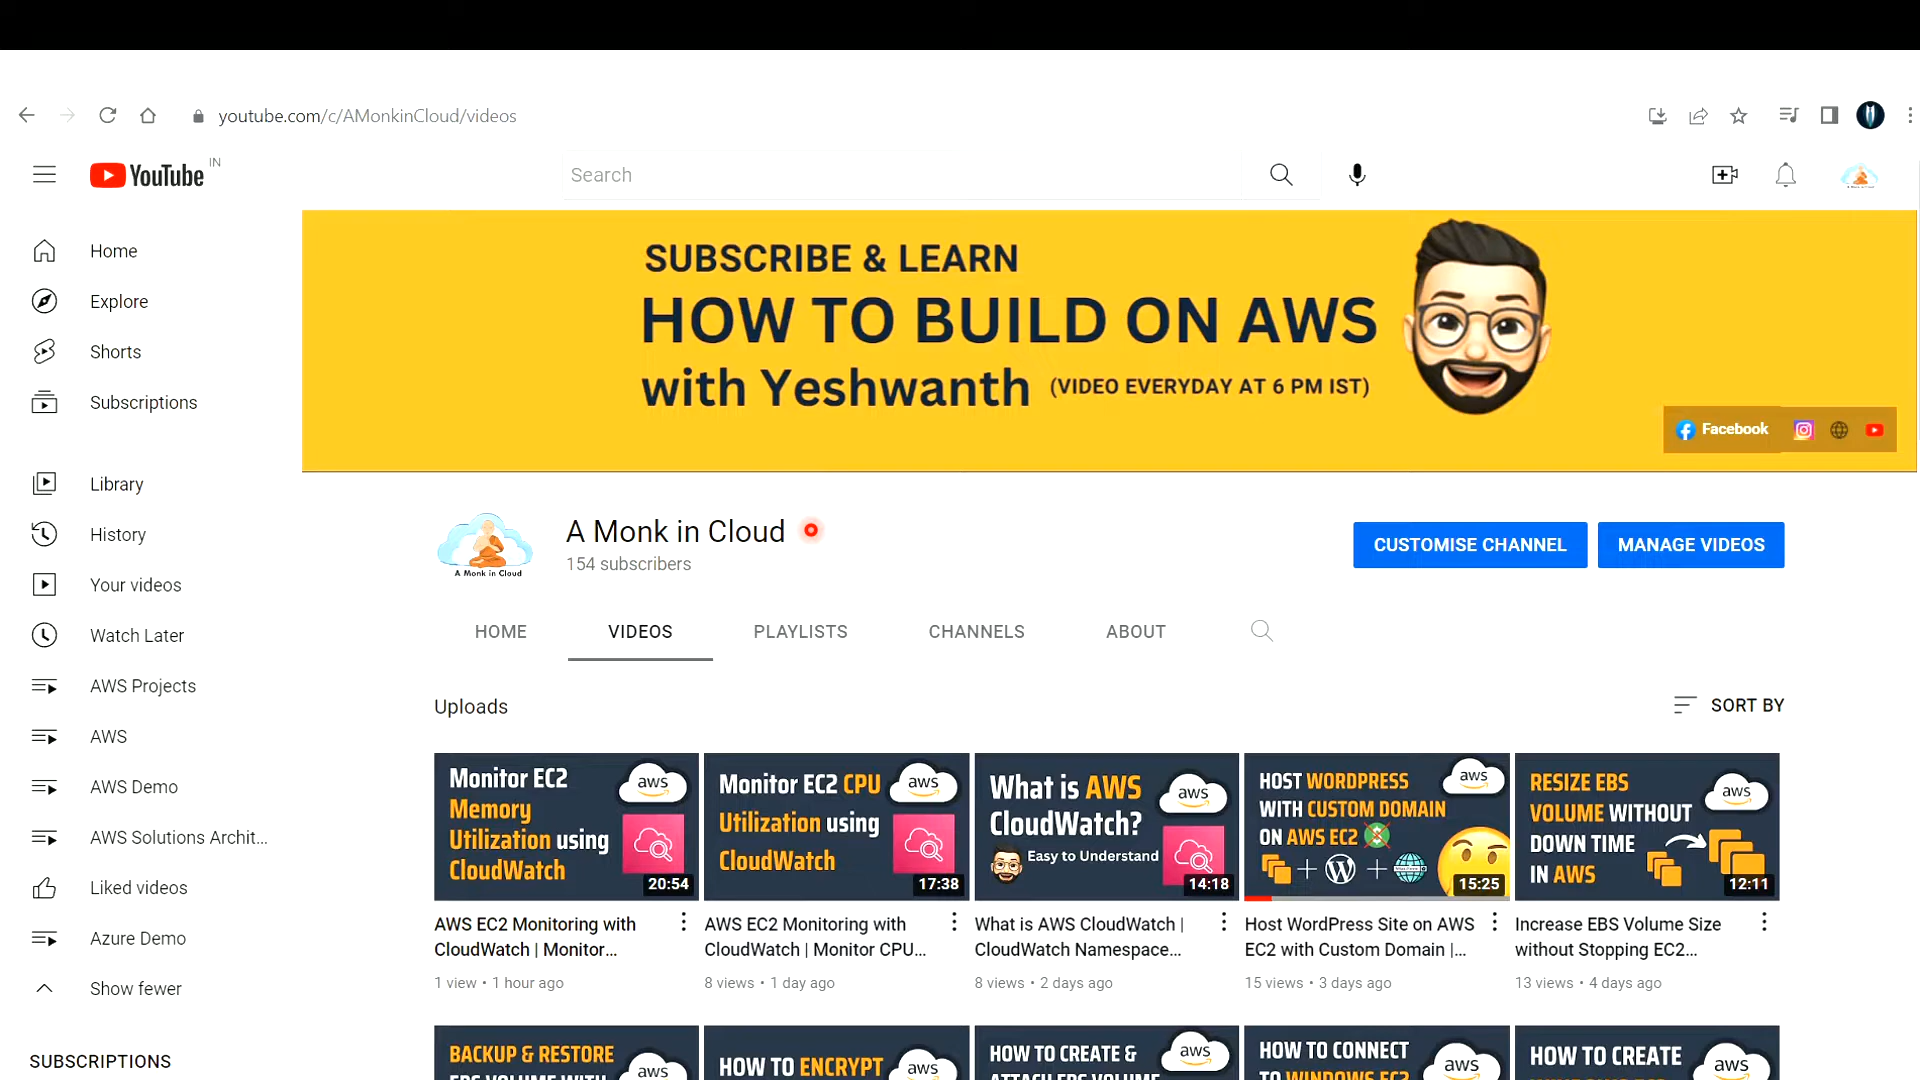 youtube.com/c/AMonkinCloud/videos
YouTube IN
Search
Home
Explore
Shorts
Subscriptions
Library
History
Your videos
Watch Later
AWS Projects
AWS
AWS Demo
AWS Solutions Archit...
Liked videos
Azure Demo
Show fewer
SUBSCRIPTIONS
SUBSCRIBE & LEARN
HOW TO BUILD ON AWS
with Yeshwanth (VIDEO EVERYDAY AT 6 PM IST)
Facebook
A Monk in Cloud
A Monk in Cloud
154 subscribers
CUSTOMISE CHANNEL
MANAGE VIDEOS
HOME
VIDEOS
PLAYLISTS
CHANNELS
ABOUT
Uploads
SORT BY
Monitor EC2
Memory
Utilization using
CloudWatch
aws
20:54
AWS EC2 Monitoring with
CloudWatch | Monitor...
1 view • 1 hour ago
Monitor EC2 CPU
Utilization using
CloudWatch
aws
17:38
AWS EC2 Monitoring with
CloudWatch | Monitor CPU...
8 views • 1 day ago
What is AWS
CloudWatch?
Easy to Understand
aws
14:18
What is AWS CloudWatch |
CloudWatch Namespace...
8 views • 2 days ago
HOST WORDPRESS
WITH CUSTOM DOMAIN
ON AWS EC2
aws
15:25
Host WordPress Site on AWS
EC2 with Custom Domain |...
15 views • 3 days ago
RESIZE EBS
VOLUME WITHOUT
DOWN TIME
IN AWS
aws
12:11
Increase EBS Volume Size
without Stopping EC2...
13 views • 4 days ago
BACKUP & RESTORE
EBS VOLUME WITH
aws
HOW TO ENCRYPT
aws
HOW TO CREATE &
ATTACH EBS VOLUME
aws
HOW TO CONNECT
TO WINDOWS EC2
aws
HOW TO CREATE
aws